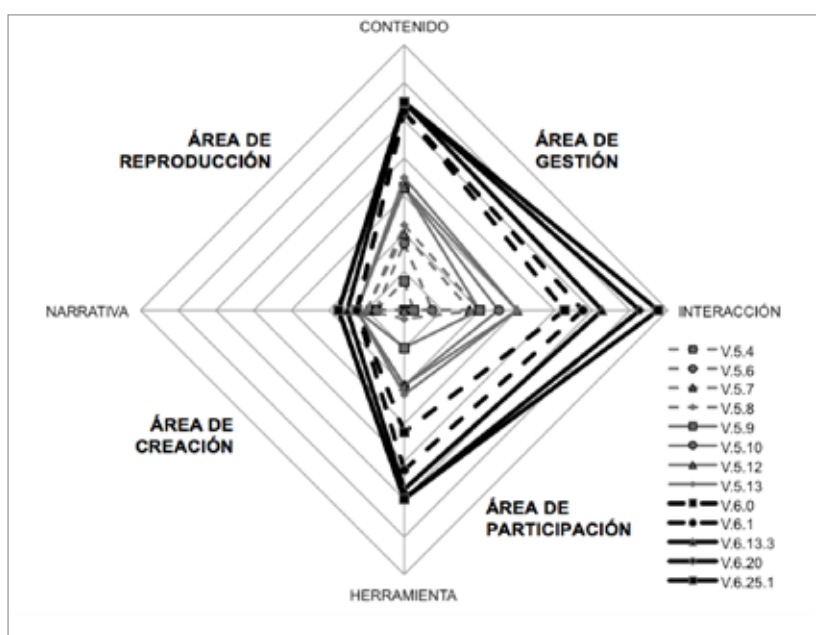 CONTENIDO
ÁREA DE
REPRODUCCIÓN
ÁREA DE
GESTIÓN
NARRATIVA
INTERACCIÓN
ÁREA DE
CREACIÓN
ÁREA DE
PARTICIPACIÓN
HERRAMIENTA
V.5.4
V.5.6
V.5.7
V.5.8
V.5.9
V.5.10
V.5.12
V.5.13
V.6.0
V.6.1
V.6.13.3
V.6.20
V.6.25.1